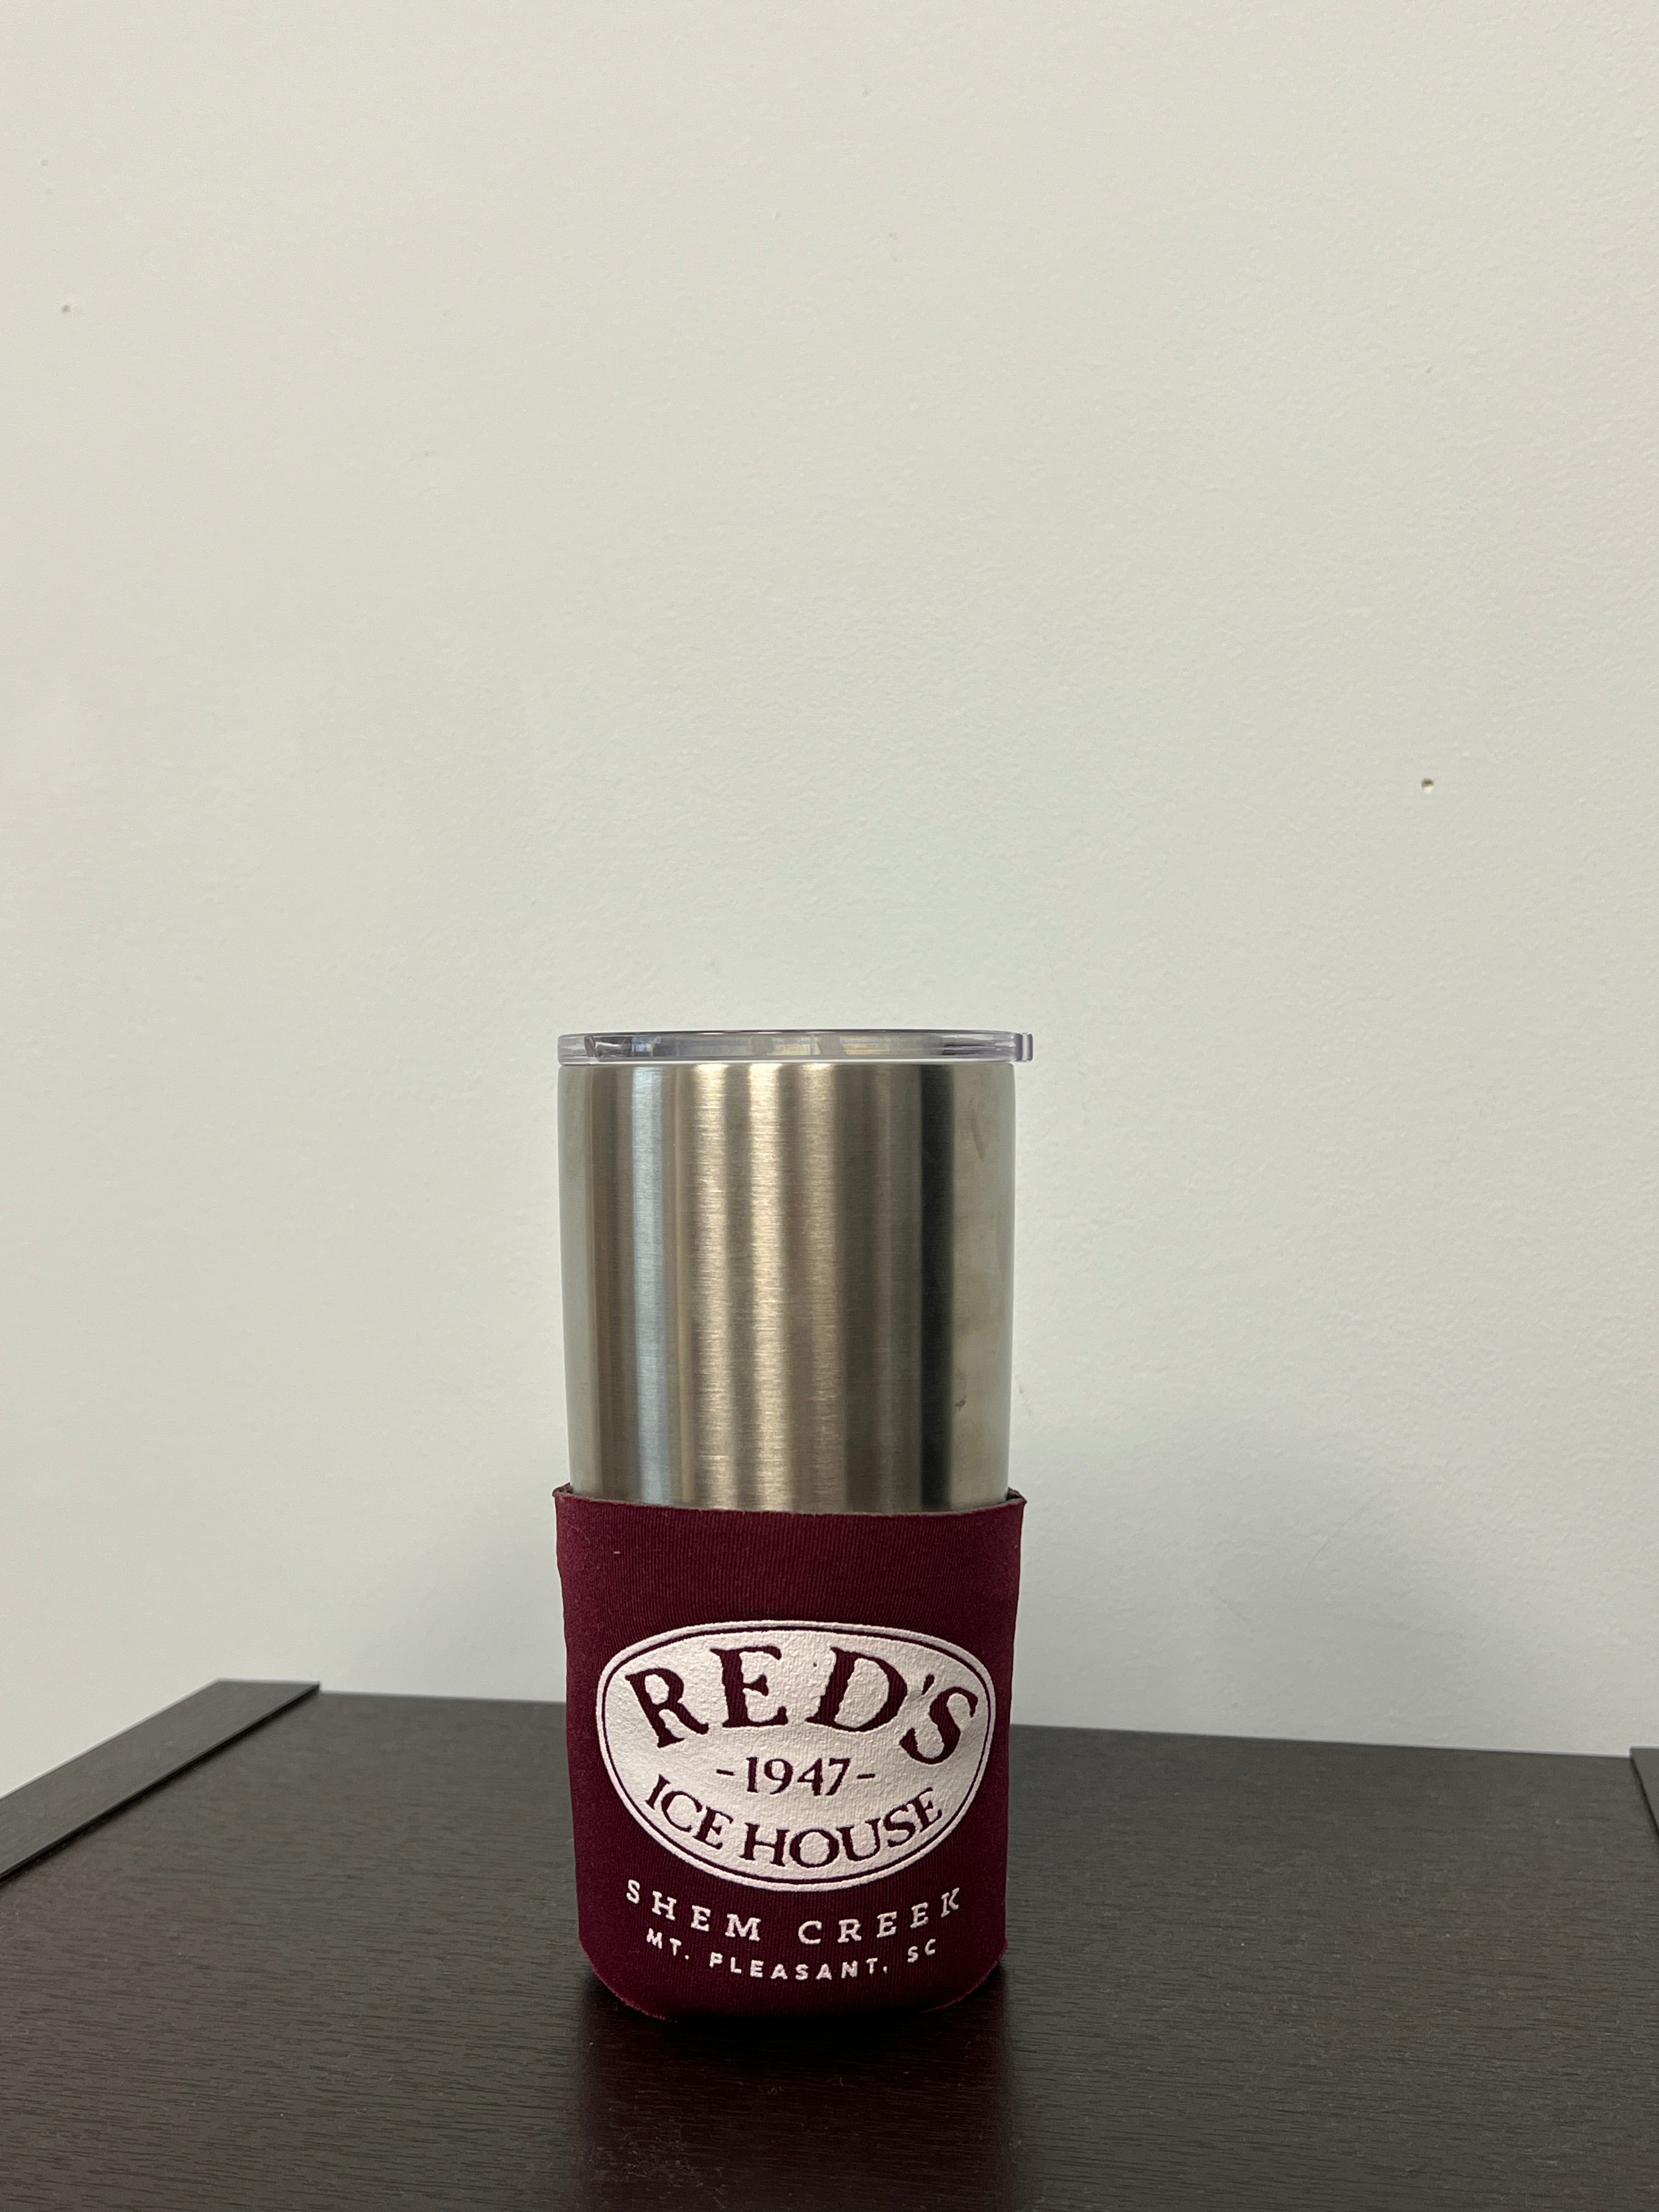 RED'S
-1947-
ICE HOUSE
SHEM CREEK
MT. PLEASANT, SC